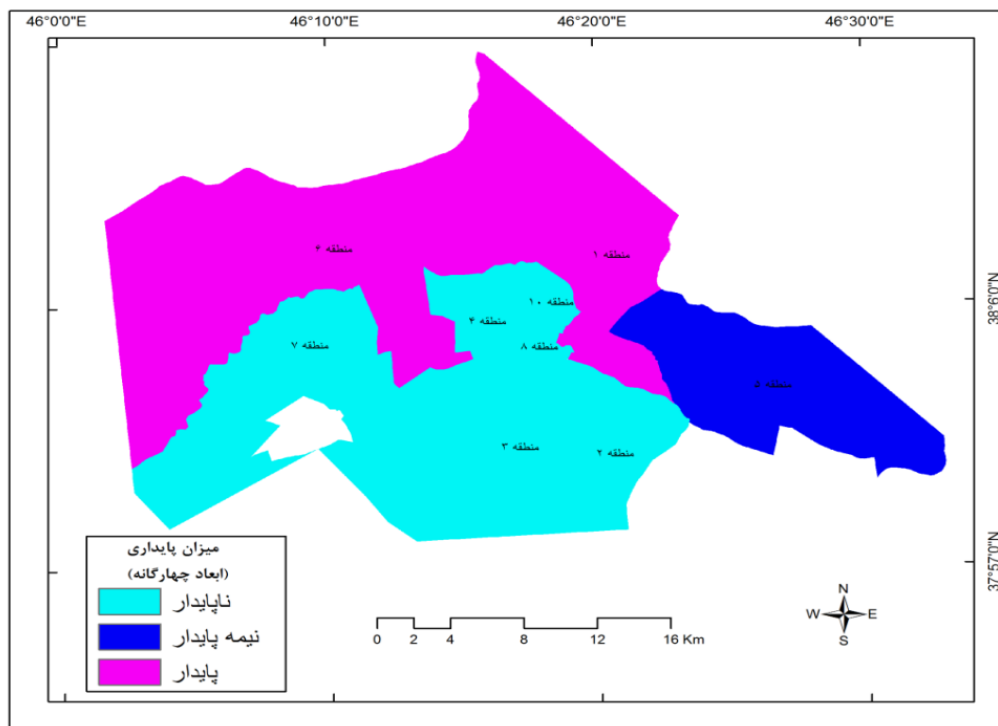 46°0'0"E 46°10'0"E 46°20'0"E 46°30'0"E
منطقه ۶
منطقه ۱
منطقه ۱۰
منطقه ۴
منطقه ۸
منطقه ۷
منطقه ۵
منطقه ۳
منطقه ۲
38°6'0"N
37°57'0"N
میزان پایداری
(ابعاد چهارگانه)
ناپایدار
نیمه پایدار
پایدار
0 2 4 8 12 16 Km
N
W E
S